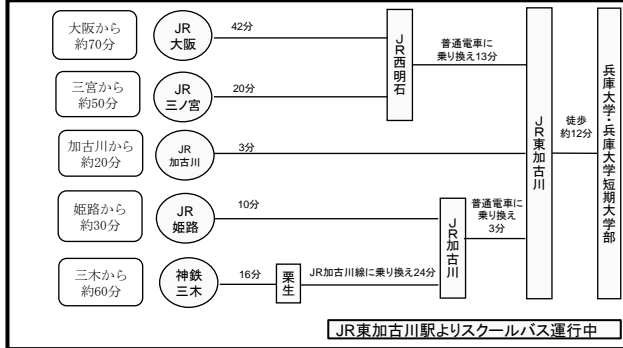 大阪から
約70分
JR
大阪
42分
三宮から
約50分
JR
三ノ宮
20分
JR西明石
普通電車に
乗り換え13分
加古川から
約20分
JR
加古川
3分
姫路から
約30分
JR
姫路
10分
三木から
約60分
神鉄
三木
16分
粟生
JR加古川線に乗り換え24分
JR加古川
普通電車に
乗り換え
3分
JR東加古川
徒歩
約12分
兵庫大学・兵庫大学短期大学部
JR東加古川駅よりスクールバス運行中